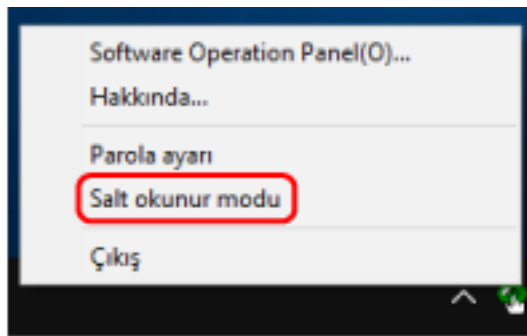 Software Operation Panel(O)...
Hakkında...
Parola ayarı
Salt okunur modu
Çıkış